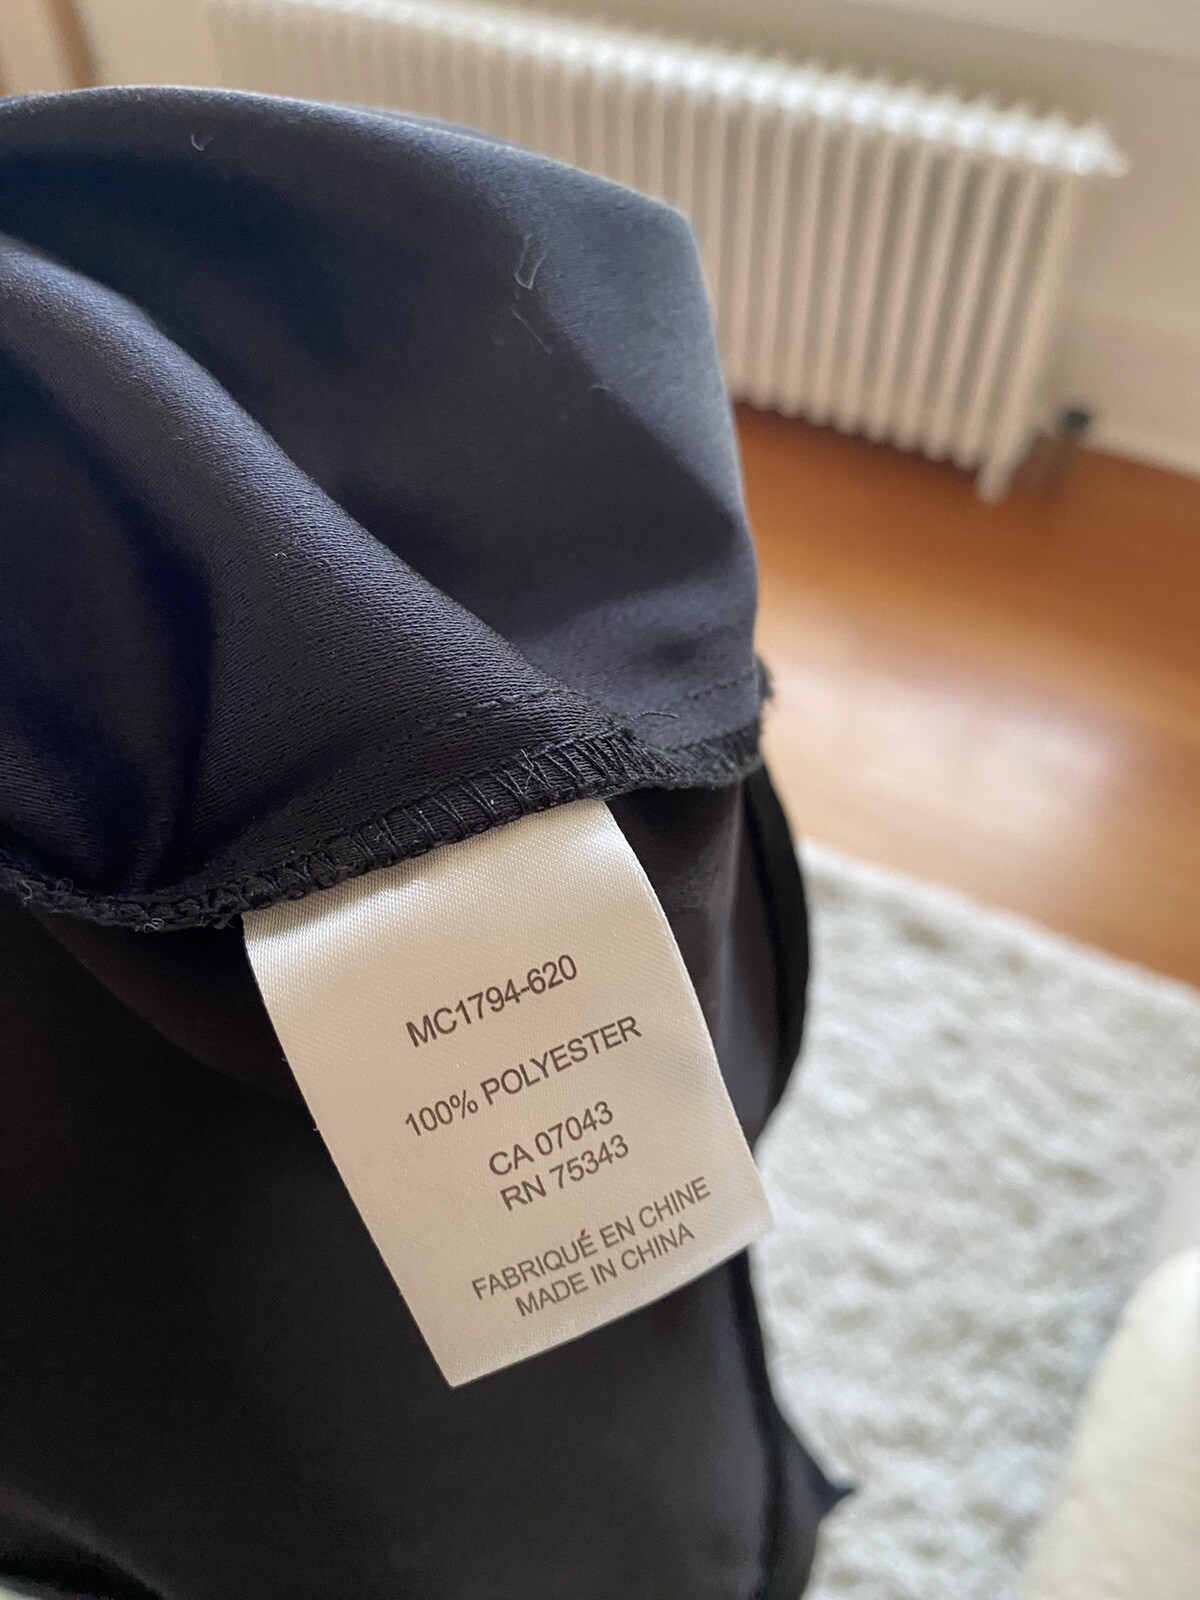 MC1794-620
100% POLYESTER
CA 07043
RN 75343
FABRIQUÉ EN CHINE
MADE IN CHINA